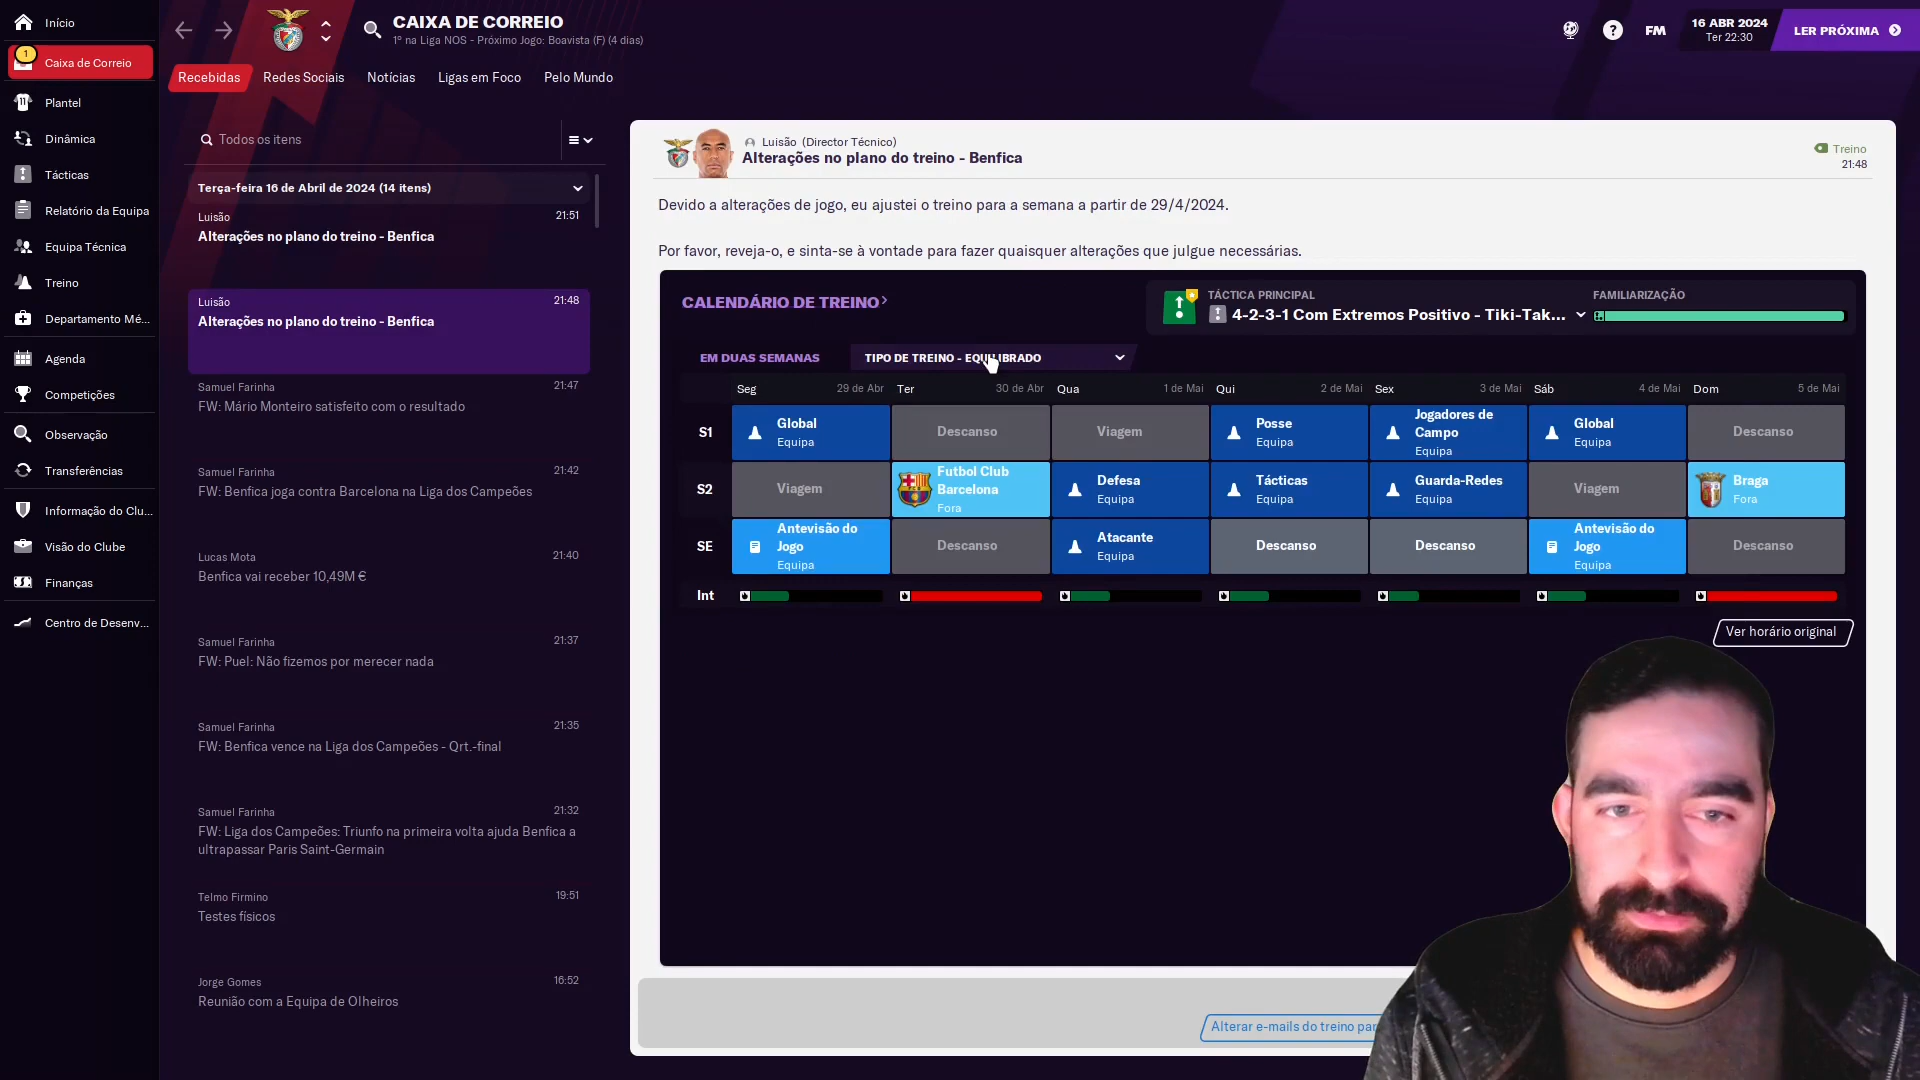 Início
CAIXA DE CORREIO
1º na Liga NOS - Próximo Jogo: Boavista (F) (4 dias)
FM
16 ABR 2024
Ter 22:30
LER PRÓXIMA
1
Caixa de Correio
Recebidas
Redes Sociais
Notícias
Ligas em Foco
Pelo Mundo
Plantel
Dinâmica
Tácticas
Relatório da Equipa
Equipa Técnica
Treino
Departamento Mé...
Agenda
Competições
Observação
Transferências
Informação do Clu...
Visão do Clube
Finanças
Centro de Desenv...
Todos os itens
Terça-feira 16 de Abril de 2024 (14 itens)
Luisão
21:51
Alterações no plano do treino - Benfica
Luisão
21:48
Alterações no plano do treino - Benfica
Samuel Farinha
21:47
FW: Mário Monteiro satisfeito com o resultado
Samuel Farinha
21:42
FW: Benfica joga contra Barcelona na Liga dos Campeões
Lucas Mota
21:40
Benfica vai receber 10,49M €
Samuel Farinha
21:37
FW: Puel: Não fizemos por merecer nada
Samuel Farinha
21:35
FW: Benfica vence na Liga dos Campeões - Qrt.-final
Samuel Farinha
21:32
FW: Liga dos Campeões: Triunfo na primeira volta ajuda Benfica a
ultrapassar Paris Saint-Germain
Telmo Firmino
19:51
Testes físicos
Jorge Gomes
16:52
Reunião com a Equipa de Olheiros
Luisão (Director Técnico)
Alterações no plano do treino - Benfica
Treino
21:48
Devido a alterações de jogo, eu ajustei o treino para a semana a partir de 29/4/2024.
Por favor, reveja-o, e sinta-se à vontade para fazer quaisquer alterações que julgue necessárias.
CALENDÁRIO DE TREINO
TÁCTICA PRINCIPAL
4-2-3-1 Com Extremos Positivo - Tiki-Tak...
FAMILIARIZAÇÃO
EM DUAS SEMANAS
TIPO DE TREINO - EQUILIBRADO
Seg 29 de Abr Ter 30 de Abr Qua 1 de Mai Qui 2 de Mai Sex 3 de Mai Sáb 4 de Mai Dom 5 de Mai
S1
Global
Equipa
Descanso
Viagem
Posse
Equipa
Jogadores de
Campo
Equipa
Global
Equipa
Descanso
S2
Viagem
Futbol Club
Barcelona
Fora
Defesa
Equipa
Tácticas
Equipa
Guarda-Redes
Equipa
Viagem
Braga
Fora
SE
Antevisão do
Jogo
Equipa
Descanso
Atacante
Equipa
Descanso
Descanso
Antevisão do
Jogo
Equipa
Descanso
Int
Ver horário original
Alterar e-mails do treino par